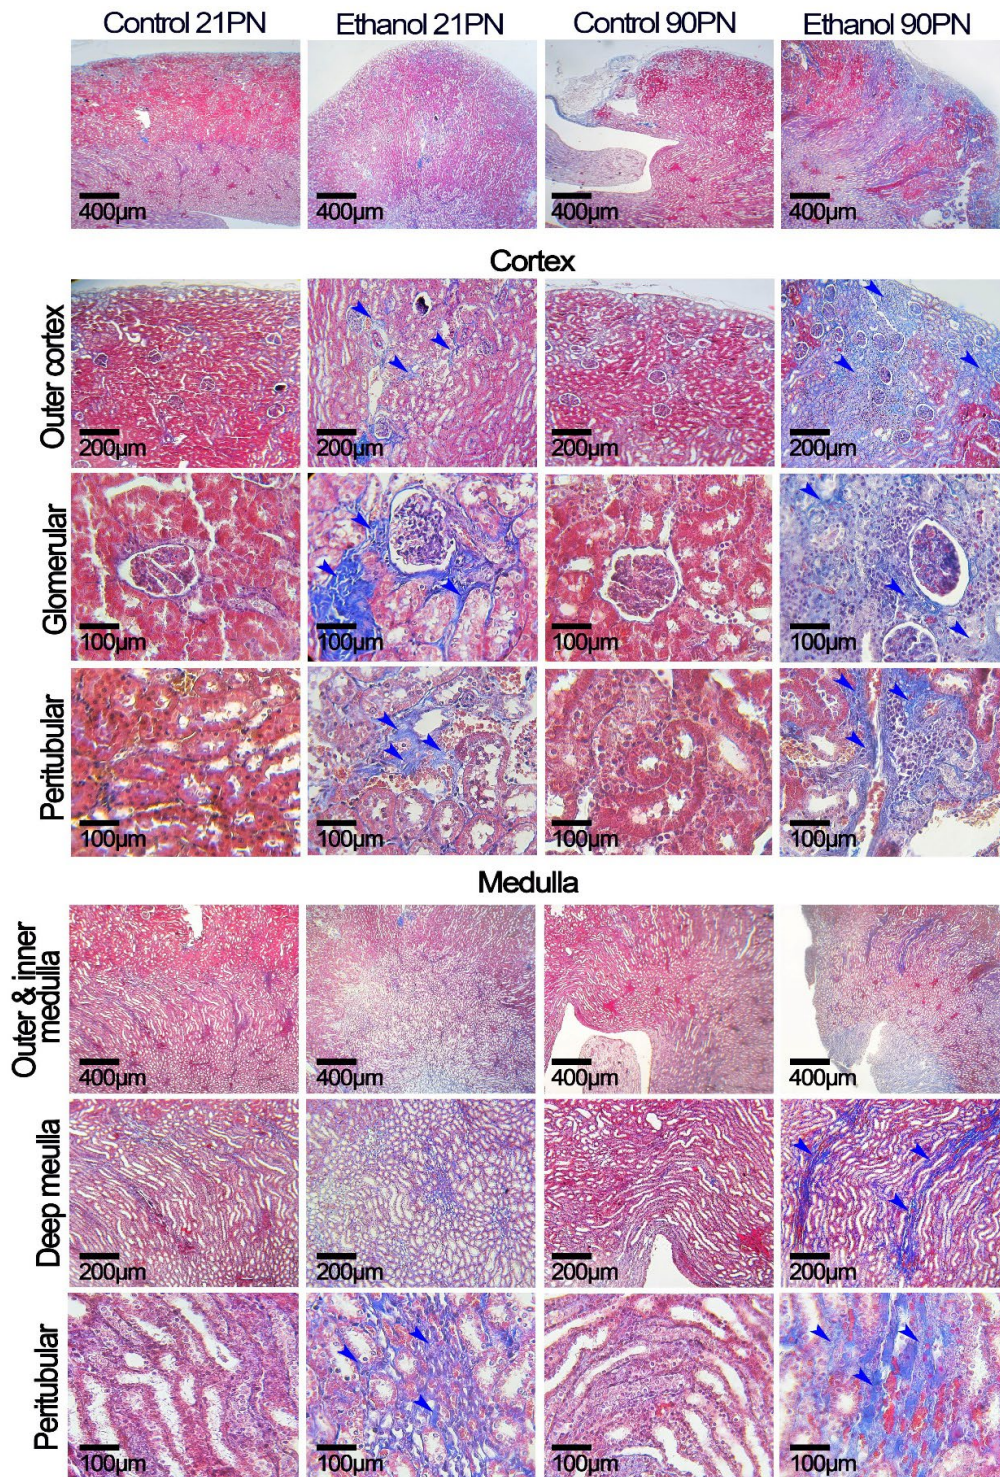 Control 21PN Ethanol 21PN Control 90PN Ethanol 90PN
400µm 400µm 400µm 400µm
Cortex
Outer cortex
200µm 200µm 200µm 200µm
Glomerular
100µm 100µm 100µm 100µm
Peritubular
100µm 100µm 100µm 100µm
Medulla
Outer & inner
medulla
400µm 400µm 400µm 400µm
Deep meulla
200µm 200µm 200µm 200µm
Peritubular
100µm 100µm 100µm 100µm